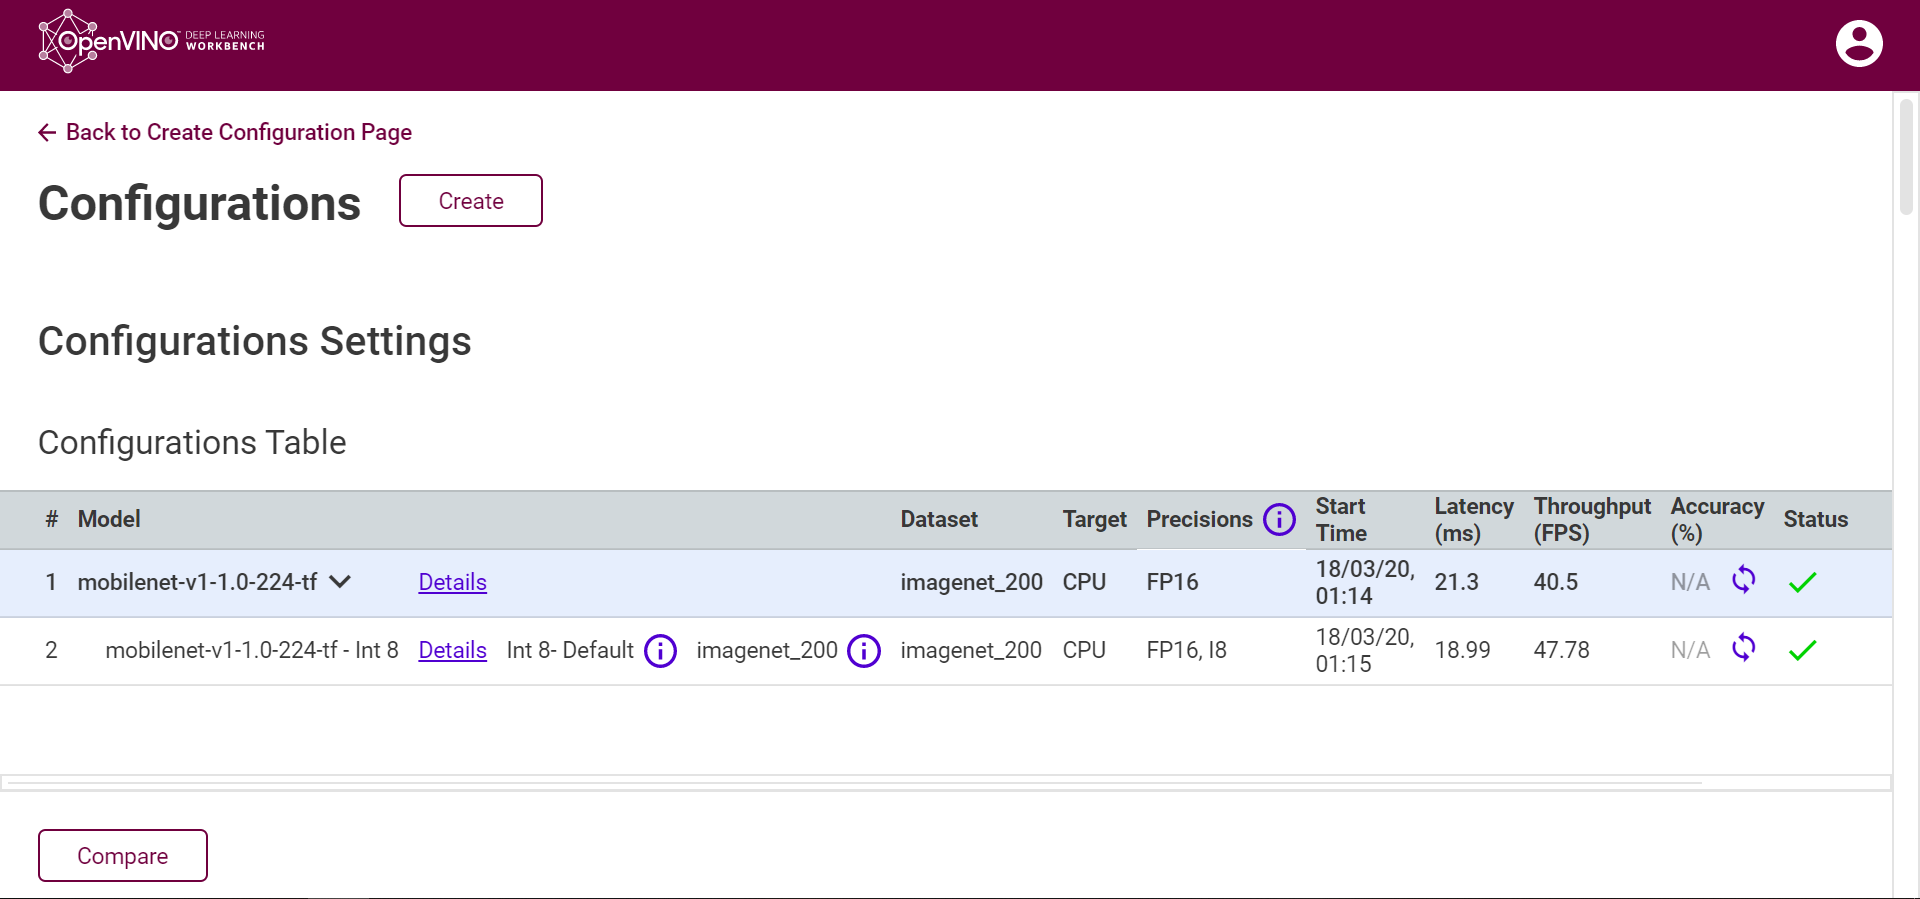 OpenVINO™ DEEP LEARNING WORKBENCH
Back to Create Configuration Page
Configurations Create
Configurations Settings
Configurations Table
# Model Dataset Target Precisions Start Time Latency (ms) Throughput (FPS) Accuracy (%) Status
1 mobilenet-v1-1.0-224-tf Details imagenet_200 CPU FP16 18/03/20, 01:14 21.3 40.5 N/A
2 mobilenet-v1-1.0-224-tf - Int 8 Details Int 8- Default imagenet_200 imagenet_200 CPU FP16, I8 18/03/20, 01:15 18.99 47.78 N/A
Compare